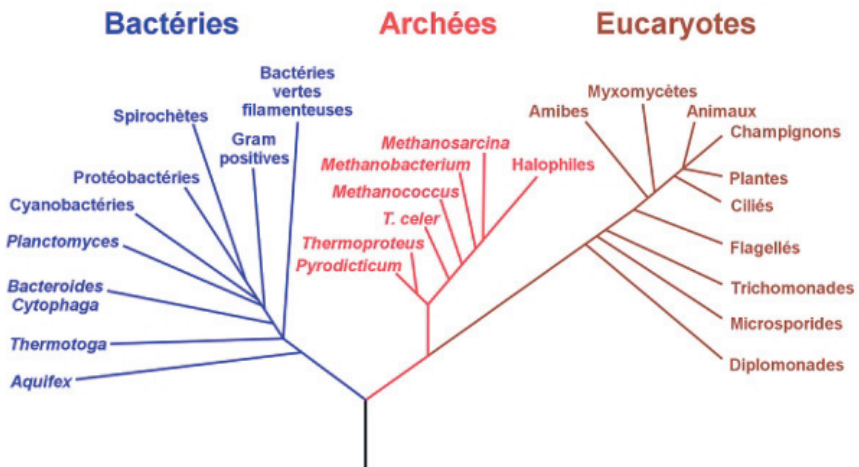 Bactéries
Archées
Eucaryotes
Bactéries
vertes
filamenteuses
Spirochètes
Gram
positives
Protéobactéries
Cyanobactéries
Planctomyces
Bacteroides
Cytophaga
Thermotoga
Aquifex
Methanosarcina
Methanobacterium
Halophiles
Methanococcus
T. celer
Thermoproteus
Pyrodicticum
Myxomycètes
Amibes
Animaux
Champignons
Plantes
Ciliés
Flagellés
Trichomonades
Microsporides
Diplomonades